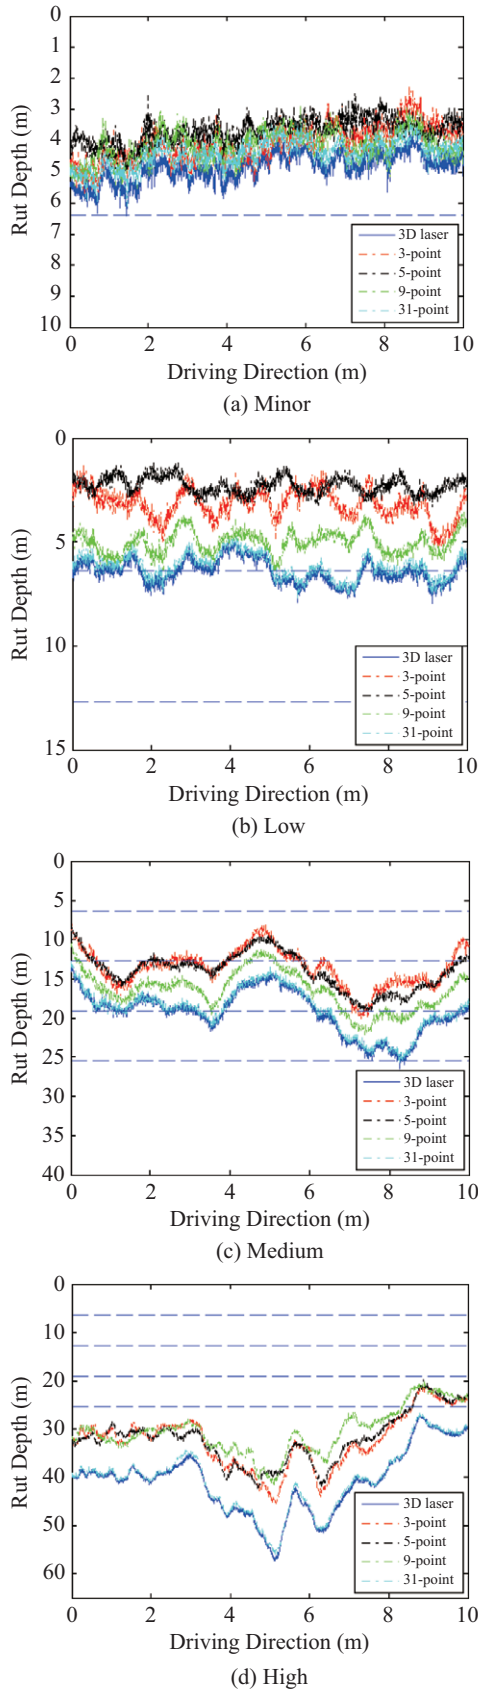 0
1
2
3
4
5
6
7
8
9
10
Rut Depth (m)
3D laser
3-point
5-point
9-point
31-point
0 2 4 6 8 10
Driving Direction (m)
(a) Minor
0
5
10
15
Rut Depth (m)
3D laser
3-point
5-point
9-point
31-point
0 2 4 6 8 10
Driving Direction (m)
(b) Low
0
5
10
15
20
25
30
35
40
Rut Depth (m)
3D laser
3-point
5-point
9-point
31-point
0 2 4 6 8 10
Driving Direction (m)
(c) Medium
0
10
20
30
40
50
60
Rut Depth (m)
3D laser
3-point
5-point
9-point
31-point
0 2 4 6 8 10
Driving Direction (m)
(d) High